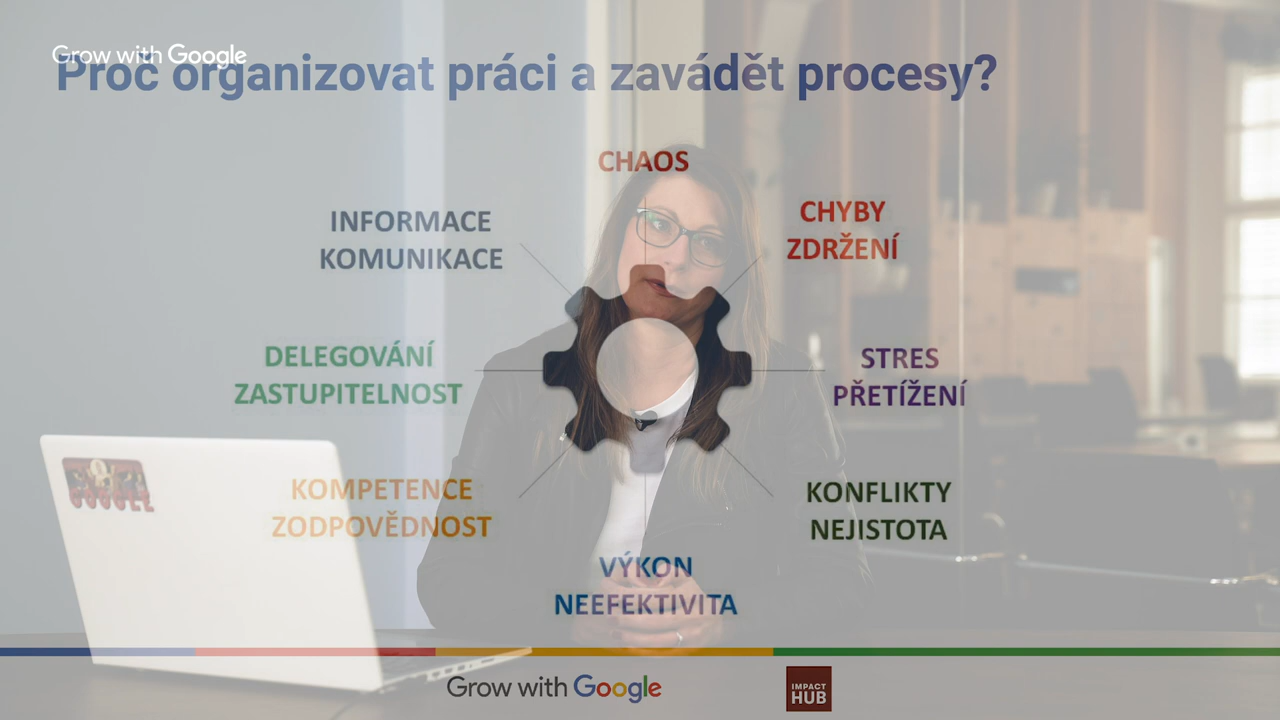 Grow with Google
Proč organizovat práci a zavádět procesy?
CHAOS
INFORMACE
KOMUNIKACE
CHYBY
ZDRŽENÍ
DELEGOVÁNÍ
ZASTUPITELNOST
STRES
PŘETÍŽENÍ
KOMPETENCE
ZODPOVĚDNOST
KONFLIKTY
NEJISTOTA
VÝKON
NEEFEKTIVITA
GOOGLE
Grow with Google
IMPACT
HUB